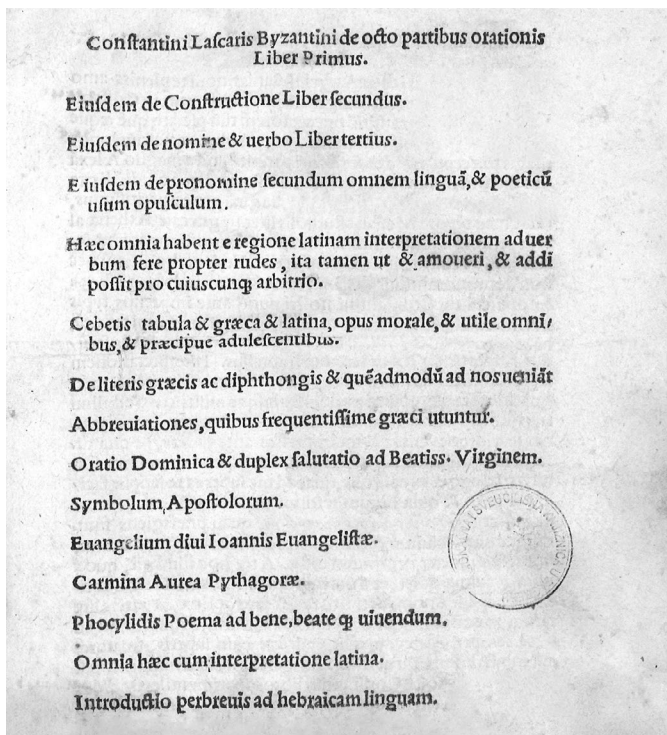 Conſtantini Laſcaris Byzantini de octo partibus orationis
Liber Primus.
Eiuſdem de Conſtructione Liber ſecundus.
Eiuſdem de nomine & uerbo Liber tertius.
Eiuſdem de pronomine ſecundum omnem linguã, & poeticũ
uſum opuſculum.
Hæc omnia habent e regione latinam interpretationem ad uer
bum fere propter rudes, ita tamen ut & amoueri, & addi
poſſit pro cuiuscunqꝫ arbitrio.
Cebetis tabula & græca & latina, opus morale, & utile omni,
bus, & præcipue adulescentibus.
De literis græcis ac diphthongis & quẽadmodũ ad nos ueniãt
Abbreuiationes, quibus frequentiſſime græci utuntur.
Oratio Dominica & duplex ſalutatio ad Beatiss. Virginem.
Symbolum Apoſtolorum.
Euangelium diui Ioannis Euangeliſtæ.
Carmina Aurea Pythagoræ.
Phocylidis Poema ad bene, beate qꝫ uiuendum.
Omnia hæc cum interpretatione latina.
Introductio perbreuis ad hebraicam linguam.